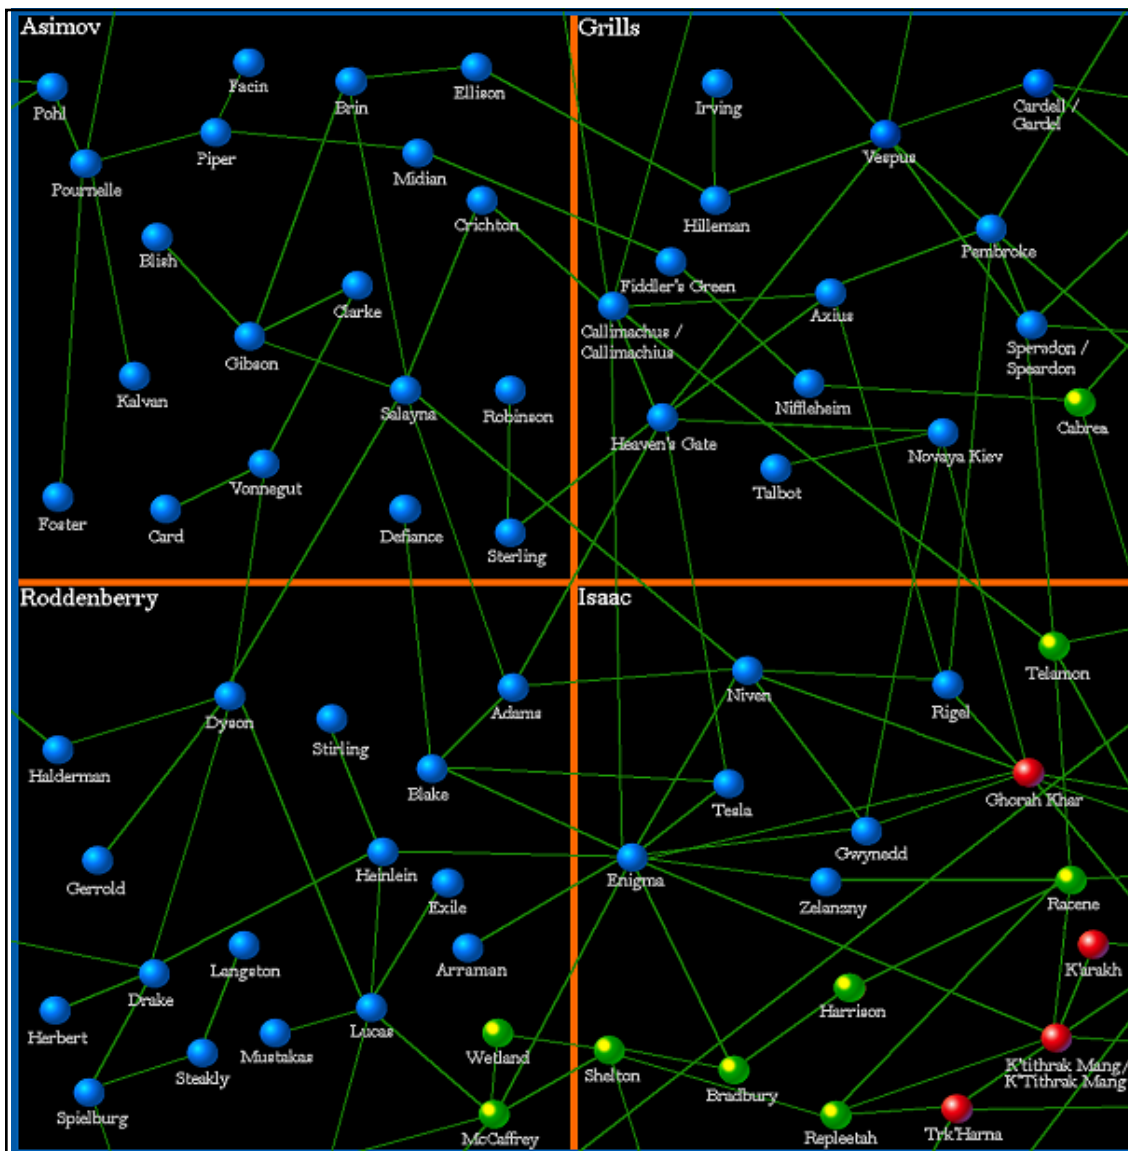 Asimov
Grills
Facin
Brin
Ellison
Pohl
Irving
Cardell /
Gardel
Piper
Vespus
Midian
Pournelle
Crichton
Hilleman
Pembroke
Blish
Fiddler's Green
Clarke
Axius
Callimachus /
Callimachius
Gibson
Speradon /
Speardon
Kalvan
Salayna
Robinson
Niffleheim
Cabrea
Heaven's Gate
Novaya Kiev
Vonnegut
Talbot
Foster
Card
Defiance
Sterling
Roddenberry
Isaac
Telamon
Dyson
Adams
Niven
Rigel
Stirling
Halderman
Blake
Tesla
Ghorah Khar
Gwynedd
Gerrold
Heinlein
Enigma
Exile
Zelanzny
Racene
Langston
Arraman
K'arakh
Drake
Harrison
Herbert
Mustakas
Lucas
Wetland
Steakly
Shelton
K'tithrak Mang/
K'Tithrak Mang
Bradbury
Spielburg
McCaffrey
Repleetah
Trk'Harna